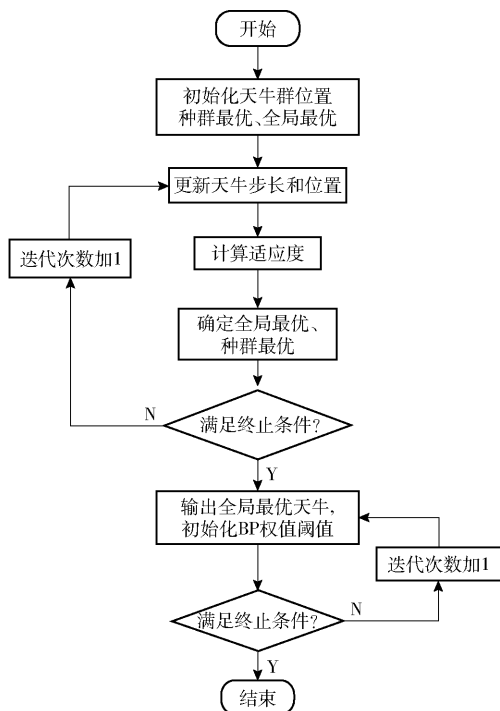 开始
初始化天牛群位置
种群最优、全局最优
更新天牛步长和位置
迭代次数加1
计算适应度
确定全局最优、
种群最优
N
满足终止条件?
Y
输出全局最优天牛,
初始化BP权值阈值
迭代次数加1
满足终止条件?
N
Y
结束